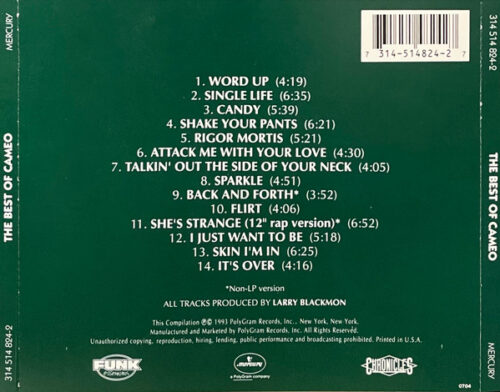 MERCURY
THE BEST OF CAMEO
314 514 824-2
7 314-514824-2 7
1. WORD UP (4:19)
2. SINGLE LIFE (6:35)
3. CANDY (5:39)
4. SHAKE YOUR PANTS (6:21)
5. RIGOR MORTIS (5:21)
6. ATTACK ME WITH YOUR LOVE (4:30)
7. TALKIN' OUT THE SIDE OF YOUR NECK (4:05)
8. SPARKLE (4:51)
9. BACK AND FORTH* (3:52)
10. FLIRT (4:06)
11. SHE'S STRANGE (12" rap version)* (6:52)
12. I JUST WANT TO BE (5:18)
13. SKIN I'M IN (6:25)
14. IT'S OVER (4:16)
*Non-LP version
ALL TRACKS PRODUCED BY LARRY BLACKMON
This Compilation ℗© 1993 PolyGram Records, Inc., New York, New York.
Manufactured and Marketed by PolyGram Records, Inc. All Rights Reserved.
Unauthorized copying, reproduction, hiring, lending, public performance and broadcasting prohibited. Printed in U.S.A.
FUNK
ESSENTIALS
mercury
a PolyGram company
CHRONICLES
0704
314 514 824-2
THE BEST OF CAMEO
MERCURY